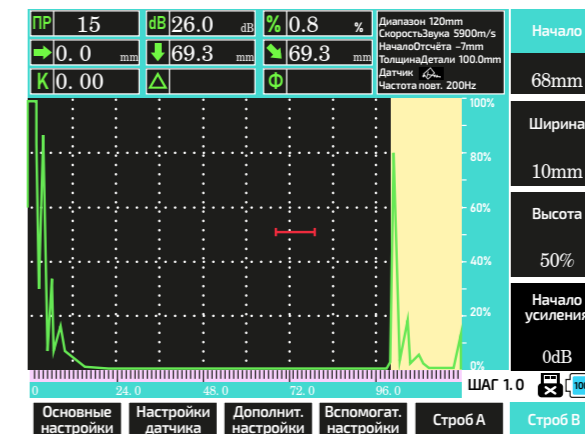 ПР 15 dB 26.0 dB % 0.8 %
0. 0 mm 69.3 mm 69.3 mm
K 0. 00 Ф
Диапазон 120mm
СкоростьЗвука 5900m/s
НачалоОтсчёта -7mm
ТолщинаДетали 100.0mm
Датчик
Частота повт. 200Hz
Начало
68mm
Ширина
10mm
Высота
50%
Начало
усиления
0dB
100%
80%
60%
40%
20%
0%
0 24. 0 48. 0 72. 0 96. 0
ШАГ 1. 0
Основные
настройки
Настройки
датчика
Дополнит.
настройки
Вспомогат.
настройки
Строб А
Строб В